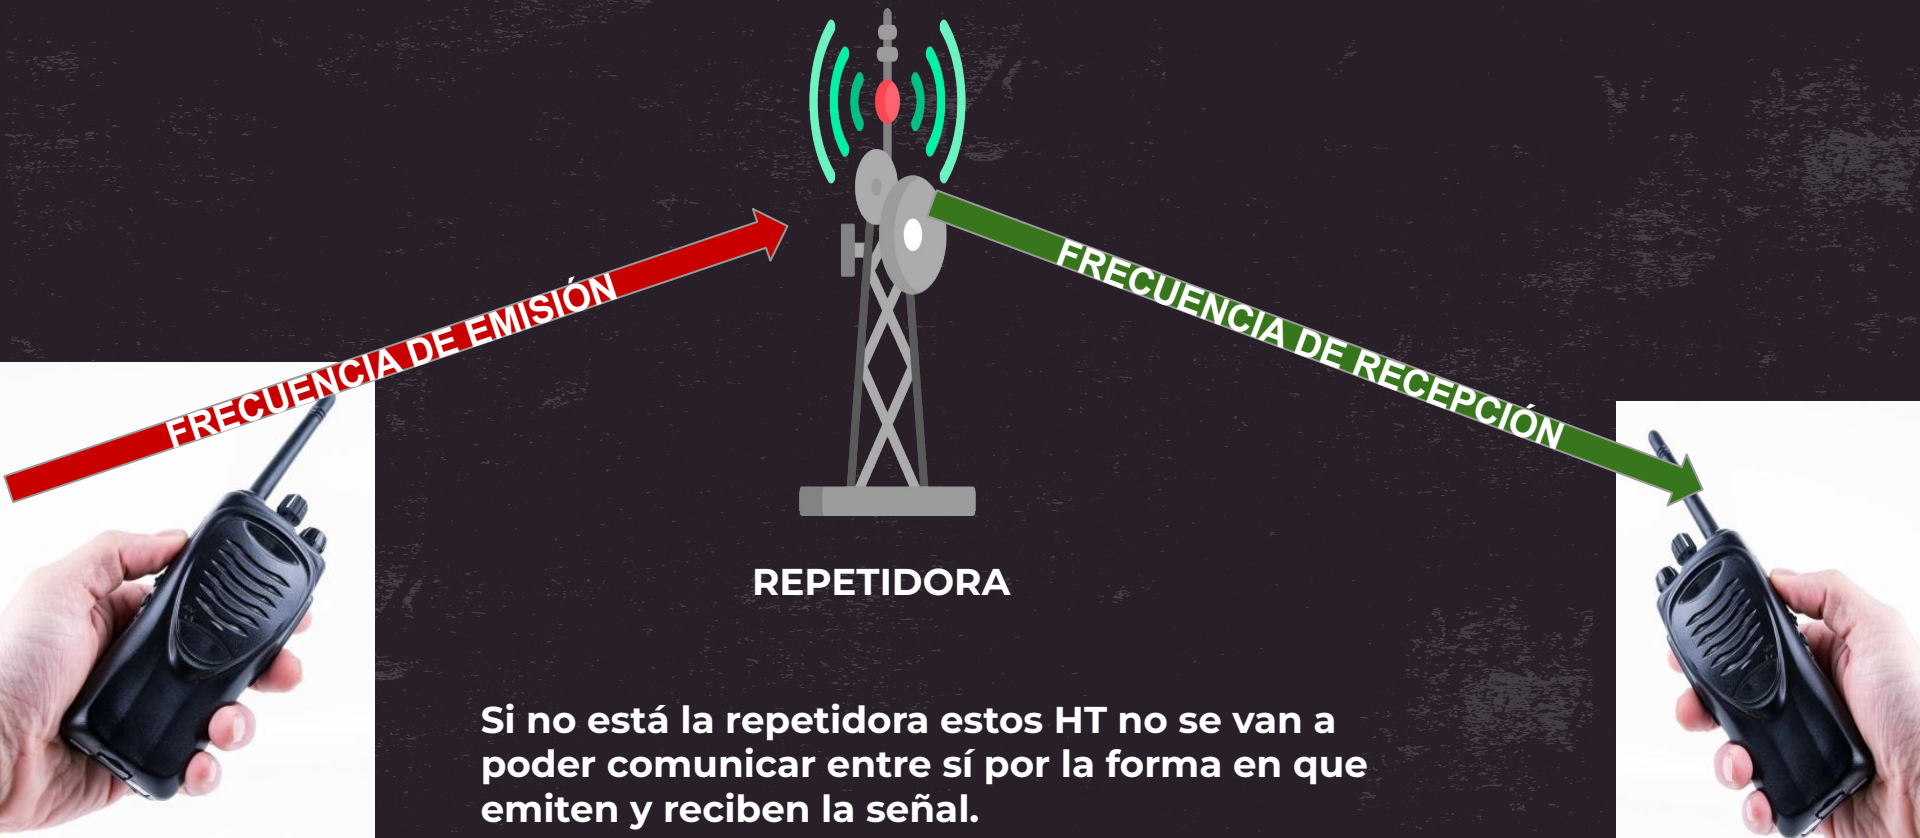 FRECUENCIA DE EMISIÓN
FRECUENCIA DE RECEPCIÓN
REPETIDORA
Si no está la repetidora estos HT no se van a
poder comunicar entre sí por la forma en que
emiten y reciben la señal.